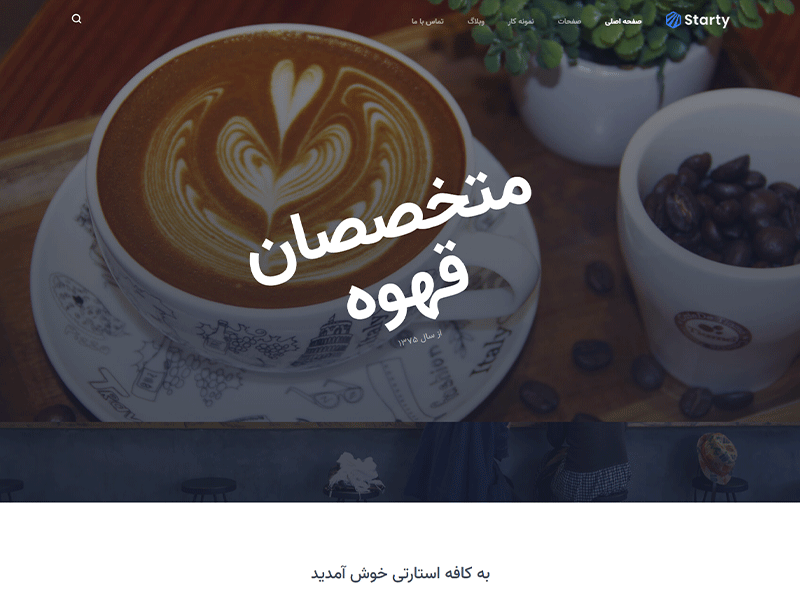 Starty
صفحه اصلی
صفحات
نمونه کار
وبلاگ
تماس با ما
متخصصان
قهوه
از سال ۱۳۷۵
Italy
به کافه استارتی خوش آمدید